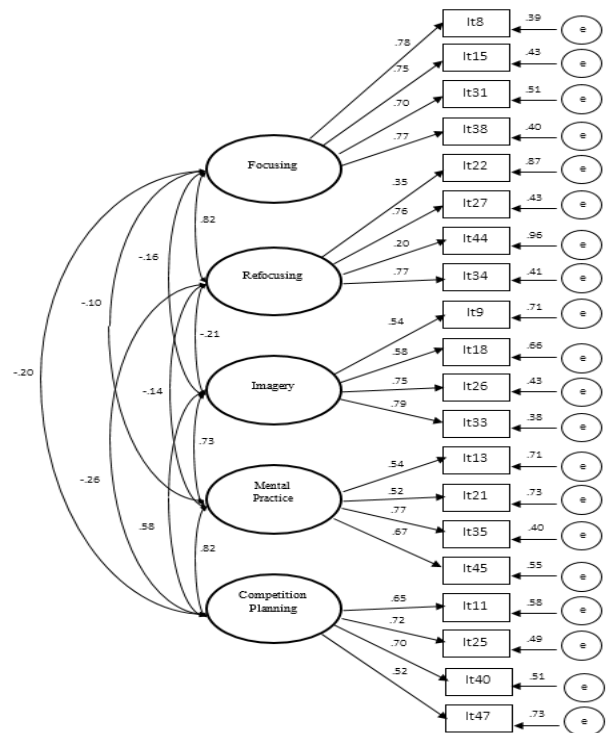 It8
.39
e
.78
It15
.43
e
.75
It31
.51
e
.70
It38
.40
e
.77
Focusing
It22
.87
e
.35
.82
It27
.43
e
.76
-.16
It44
.96
e
.20
Refocusing
It34
.41
e
.77
-.10
It9
.71
e
.54
-.21
It18
.66
e
.58
-.20
-.14
Imagery
It26
.43
e
.75
It33
.38
e
.79
.73
It13
.71
e
.54
-.26
Mental
Practice
It21
.73
e
.52
It35
.40
e
.77
.58
.82
It45
.55
e
.67
Competition
Planning
It11
.58
e
.65
It25
.49
e
.72
It40
.51
e
.70
It47
.73
e
.52